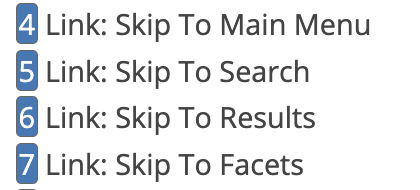 4 Link: Skip To Main Menu
5 Link: Skip To Search
6 Link: Skip To Results
7 Link: Skip To Facets